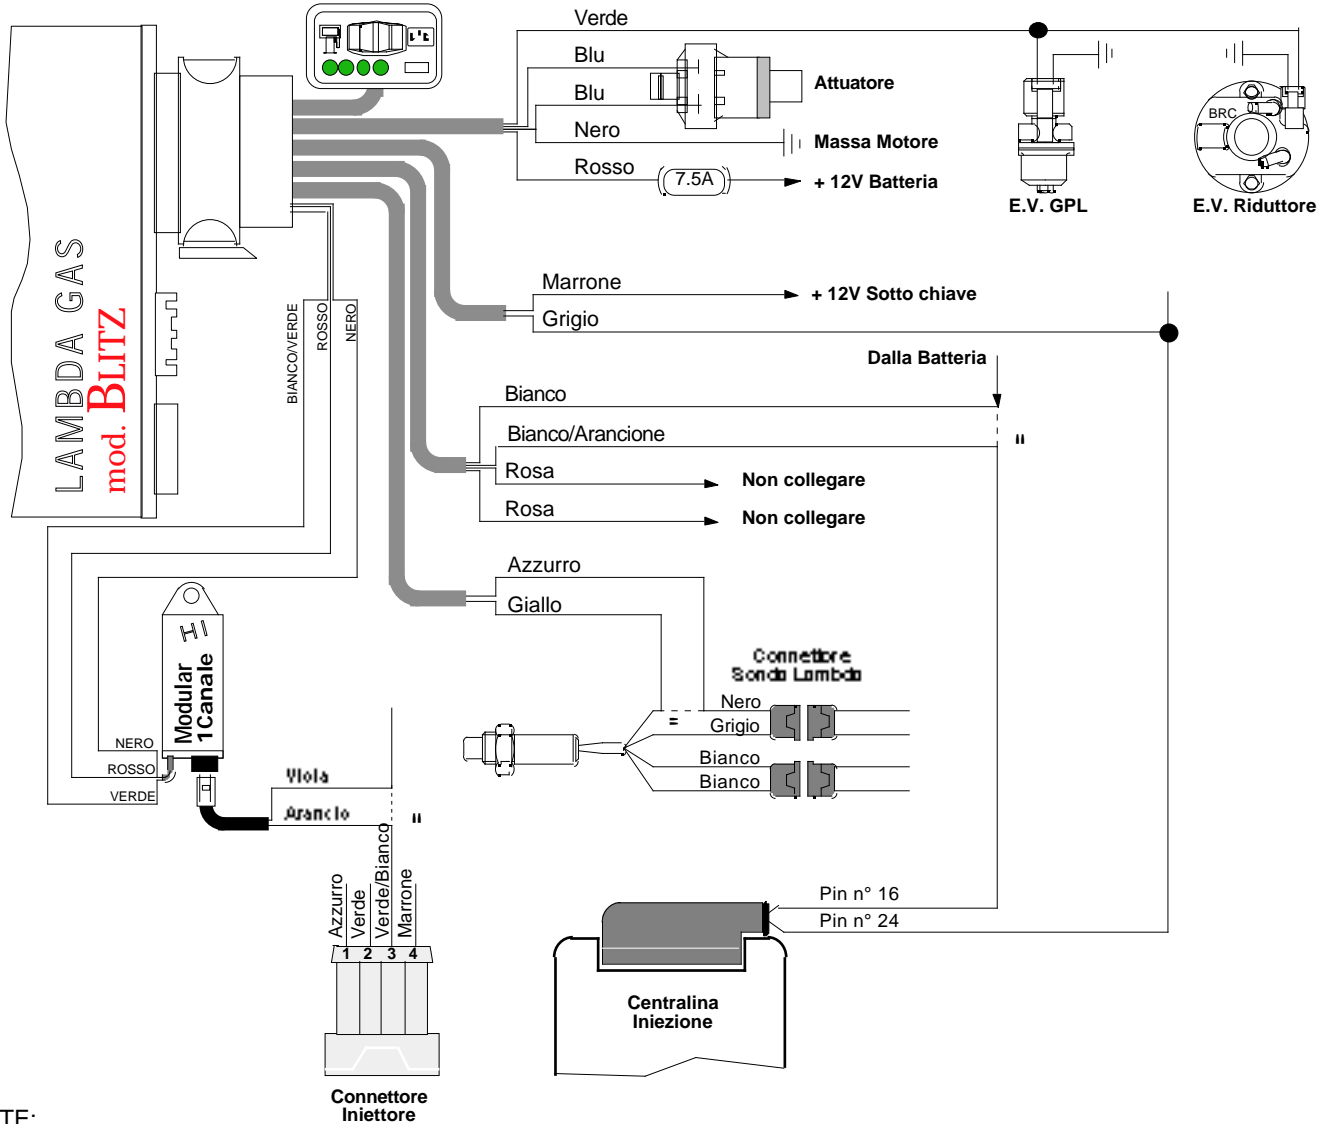 Verde
Blu
Attuatore
Blu
Nero
Massa Motore
Rosso
7.5A
+ 12V Batteria
BRC
E.V. GPL
E.V. Riduttore
LAMBDA GAS
mod. BLITZ
BIANCO/VERDE
ROSSO
NERO
Marrone
+ 12V Sotto chiave
Grigio
Dalla Batteria
Bianco
Bianco/Arancione
"
Rosa
Non collegare
Rosa
Non collegare
Azzurro
Giallo
HI
Modular
1Canale
Connettore
Sonda Lambda
Nero
"
Grigio
Bianco
Bianco
NERO
ROSSO
VERDE
Viola
Arancio
"
Azzurro
Verde
Verde/Bianco
Marrone
1 2 3 4
Connettore
Iniettore
Pin n° 16
Pin n° 24
Centralina
Iniezione
TE: